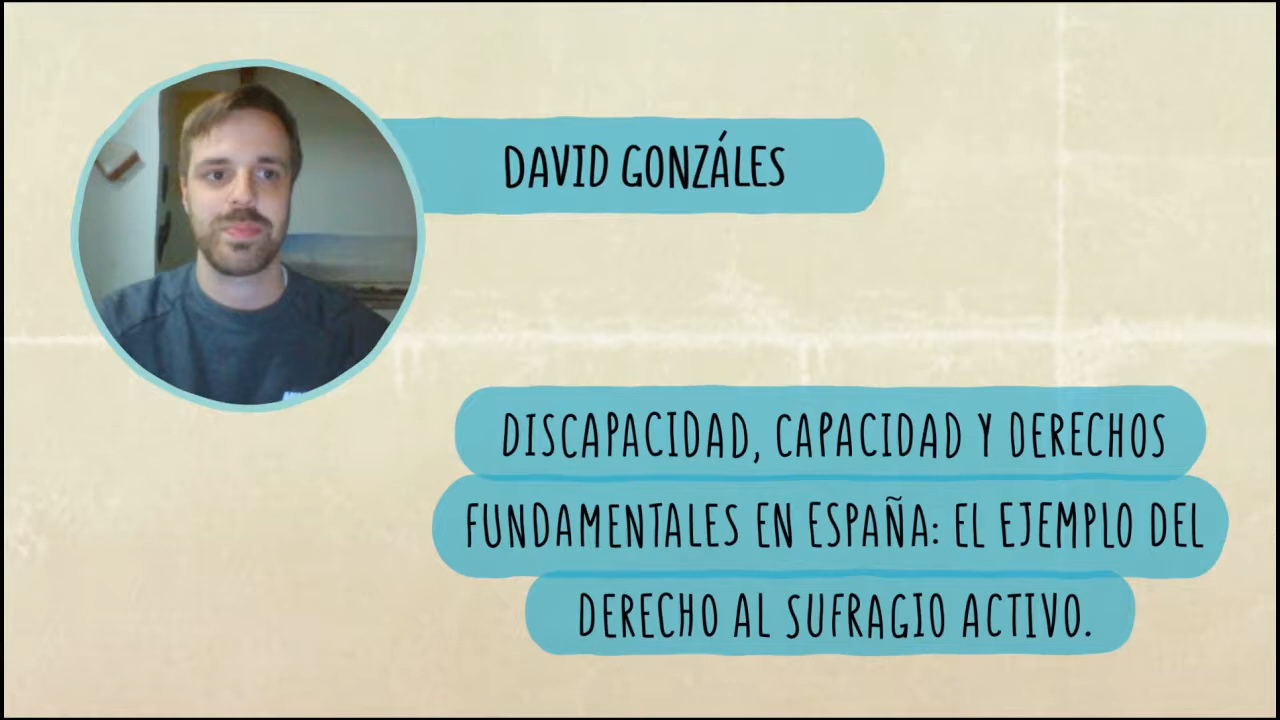 DAVID GONZÁLES
DISCAPACIDAD, CAPACIDAD Y DERECHOS
FUNDAMENTALES EN ESPAÑA: EL EJEMPLO DEL
DERECHO AL SUFRAGIO ACTIVO.